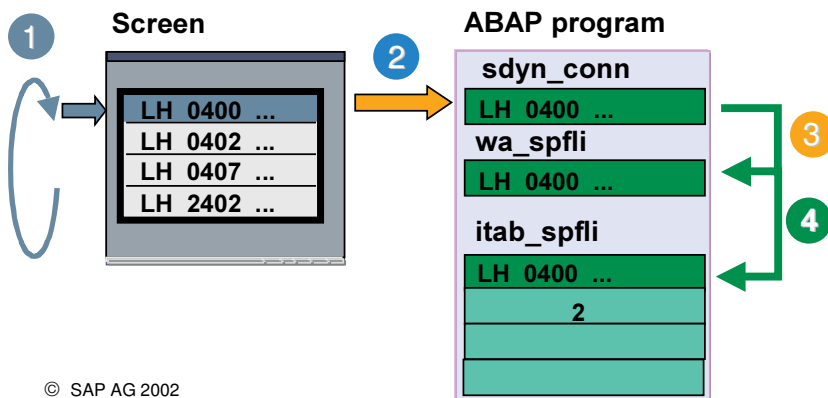 Screen
ABAP program
1
2
sdyn_conn
LH 0400 ...
LH 0400 ...
3
wa_spfli
LH 0402 ...
LH 0407 ...
LH 0400 ...
LH 2402 ...
4
itab_spfli
LH 0400 ...
2
© SAP AG 2002